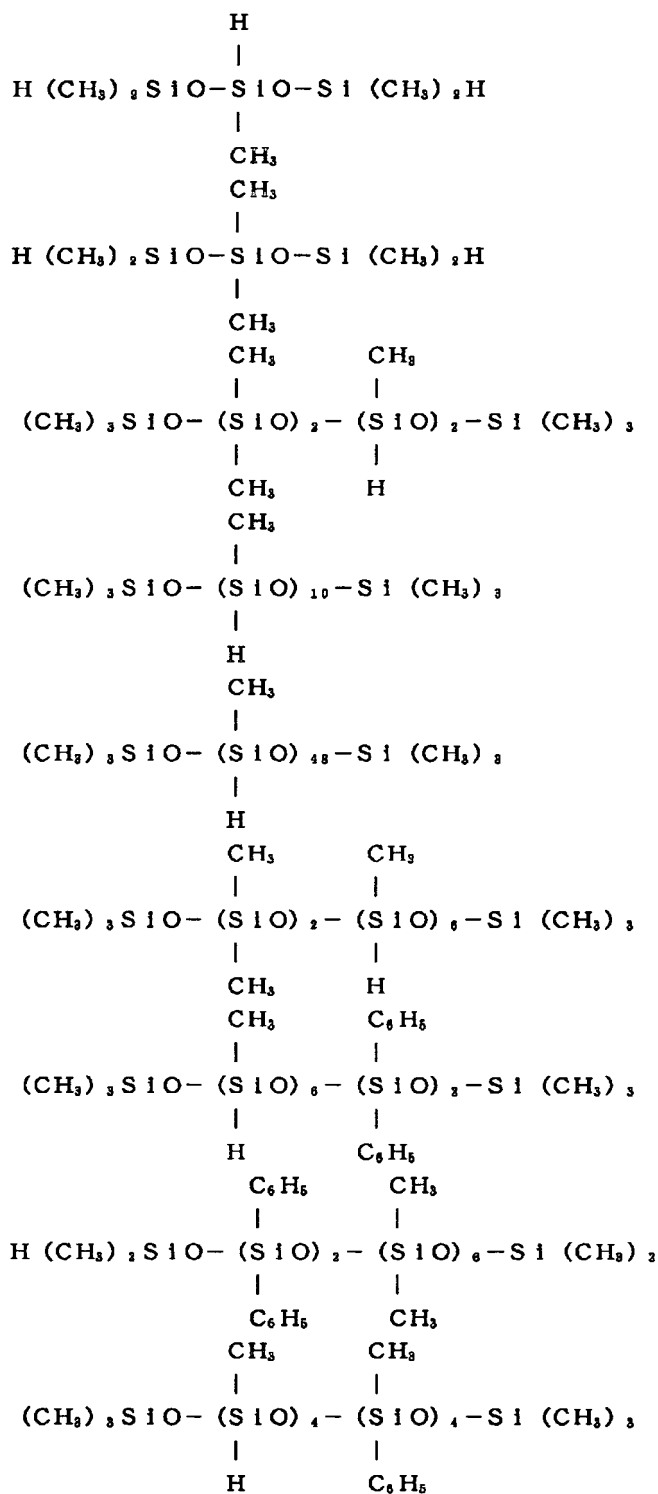 H
|
H(CH₃)₂SiO-SiO-Si(CH₃)₂H
|
CH₃
CH₃
|
H(CH₃)₂SiO-SiO-Si(CH₃)₂H
|
CH₃
CH₃ CH₃
| |
(CH₃)₃SiO-(SiO)₂-(SiO)₂-Si(CH₃)₃
| |
CH₃ H
CH₃
|
(CH₃)₃SiO-(SiO)₁₀-Si(CH₃)₃
|
H
CH₃
|
(CH₃)₃SiO-(SiO)₄₈-Si(CH₃)₃
|
H
CH₃ CH₃
| |
(CH₃)₃SiO-(SiO)₂-(SiO)₆-Si(CH₃)₃
| |
CH₃ H
CH₃ C₆H₅
| |
(CH₃)₃SiO-(SiO)₆-(SiO)₂-Si(CH₃)₃
| |
H C₆H₅
C₆H₅ CH₃
| |
H(CH₃)₂SiO-(SiO)₂-(SiO)₆-Si(CH₃)₂
| |
C₆H₅ CH₃
CH₃ CH₃
| |
(CH₃)₃SiO-(SiO)₄-(SiO)₄-Si(CH₃)₃
| |
H C₆H₅